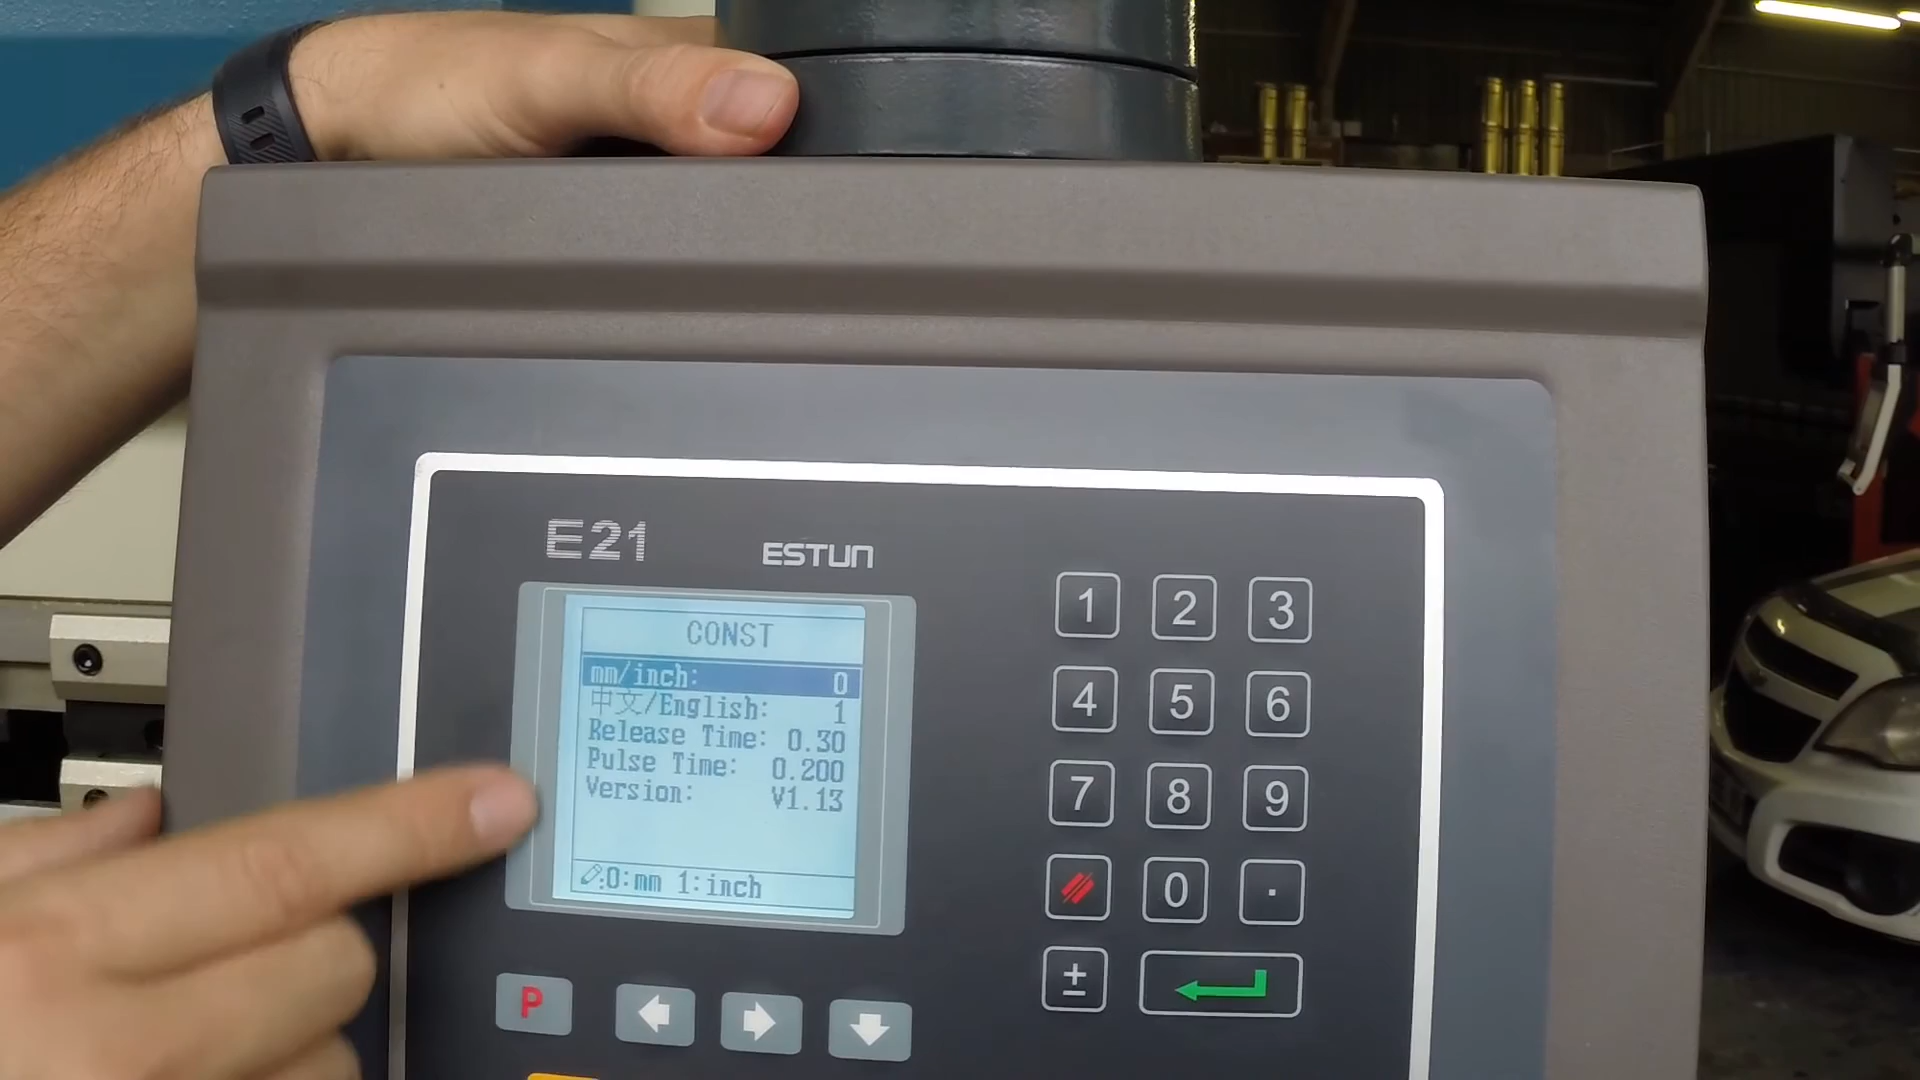 E21 ESTUN
CONST
mm/inch: 0
中文/English: 1
Release Time: 0.30
Pulse Time: 0.200
Version: V1.13
:0:mm 1:inch
1 2 3
4 5 6
7 8 9
0 .
±
P